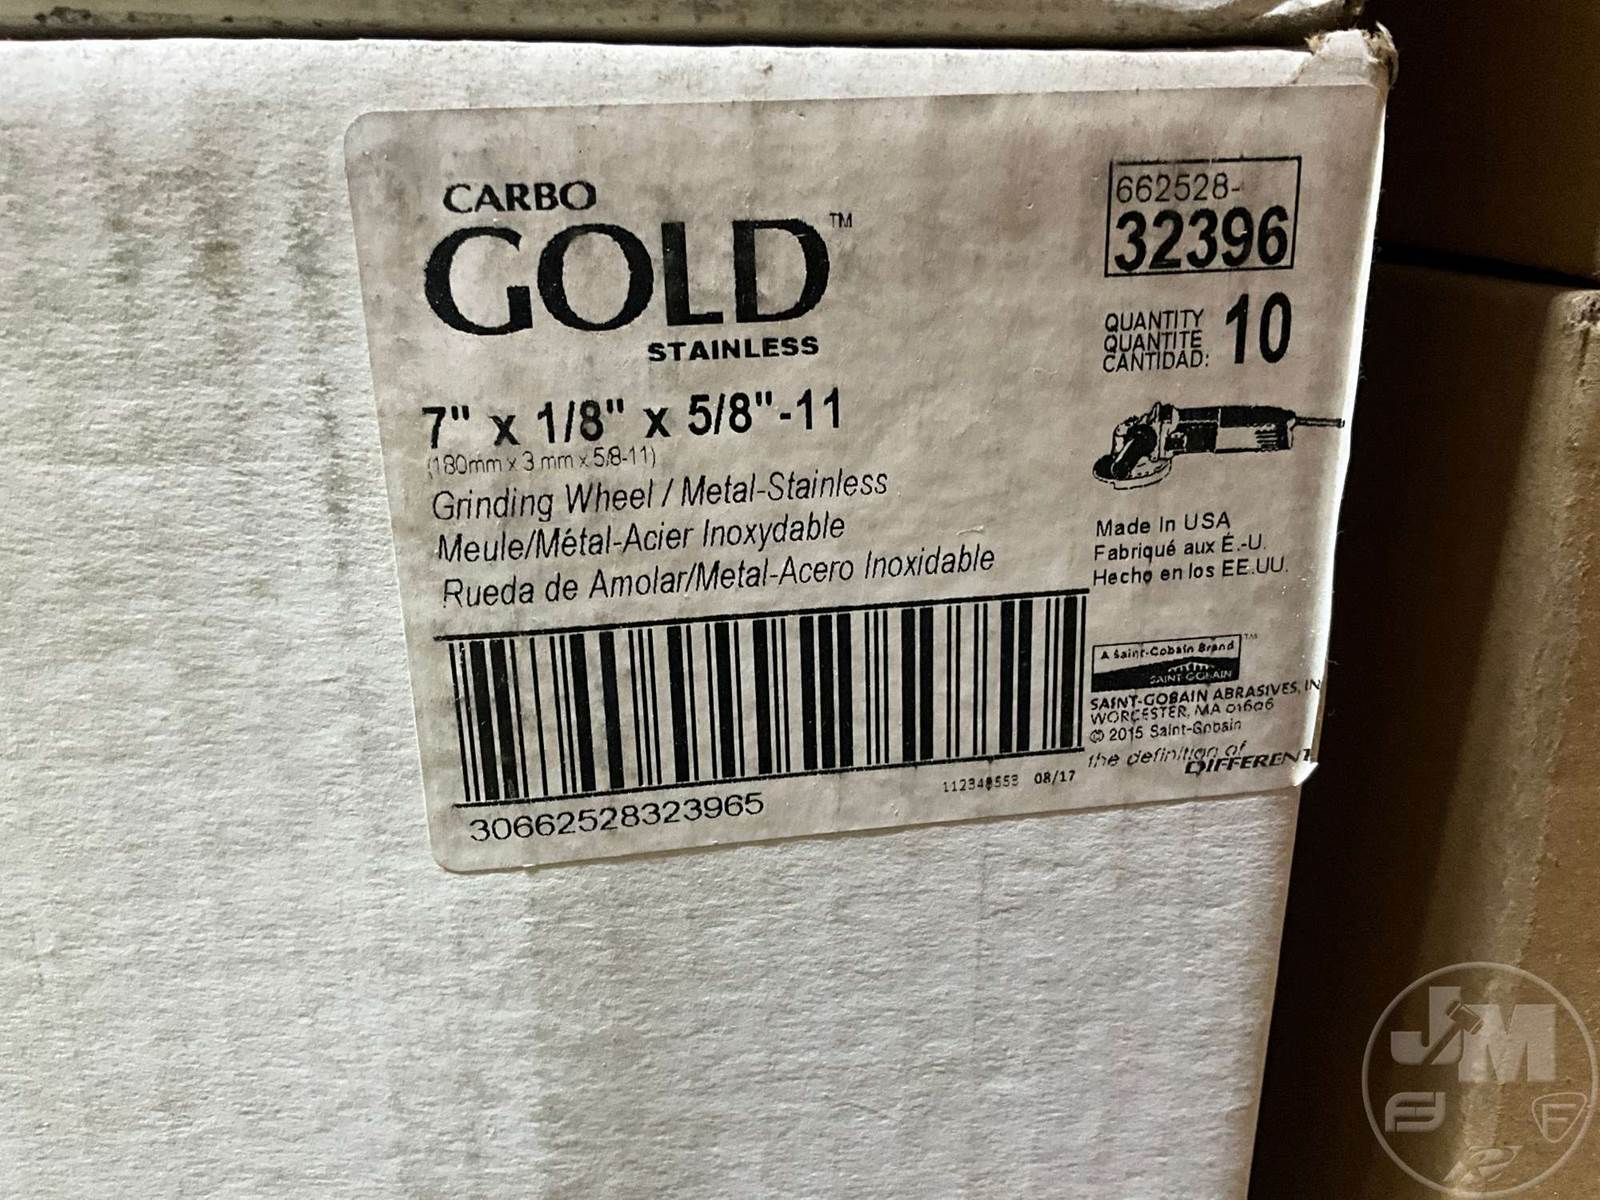 CARBO
GOLD™
STAINLESS
7" x 1/8" x 5/8"-11
(180mm x 3 mm x 5/8-11)
Grinding Wheel / Metal-Stainless
Meule/Métal-Acier Inoxydable
Rueda de Amolar/Metal-Acero Inoxidable
30662528323965
08/17
662528-
32396
QUANTITY
QUANTITE
CANTIDAD: 10
Made In USA
Fabriqué aux É.-U.
Hecho en los EE.UU.
A Saint-Gobain Brand™
SAINT-GOBAIN
SAINT-GOBAIN ABRASIVES, IN
WORCESTER, MA 01606
© 2015 Saint-Gobain
the definition of
DIFFERENT
JM